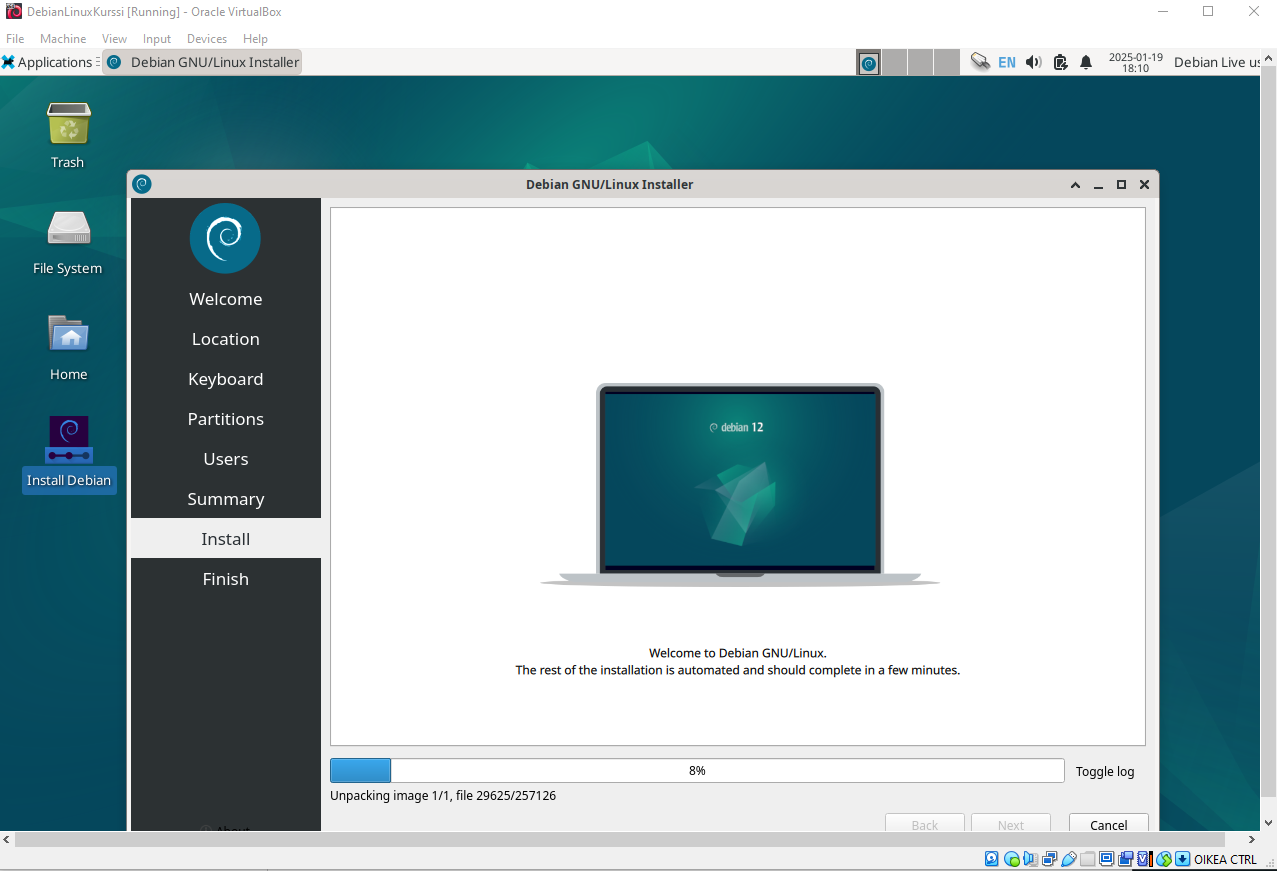 DebianLinuxKurssi [Running] - Oracle VirtualBox
File Machine View Input Devices Help
Applications Debian GNU/Linux Installer EN 2025-01-19 18:10 Debian Live us
Trash
File System
Home
Install Debian
Debian GNU/Linux Installer
Welcome
Location
Keyboard
Partitions
Users
Summary
Install
Finish
About
debian 12
Welcome to Debian GNU/Linux.
The rest of the installation is automated and should complete in a few minutes.
8%
Toggle log
Unpacking image 1/1, file 29625/257126
Back Next Cancel
OIKEA CTRL